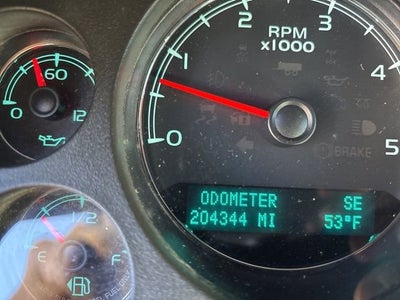 60
0 12
1/2
E F
RPM
x1000
0 1 2 3 4 5
BRAKE
ODOMETER SE
204344 MI 53°F